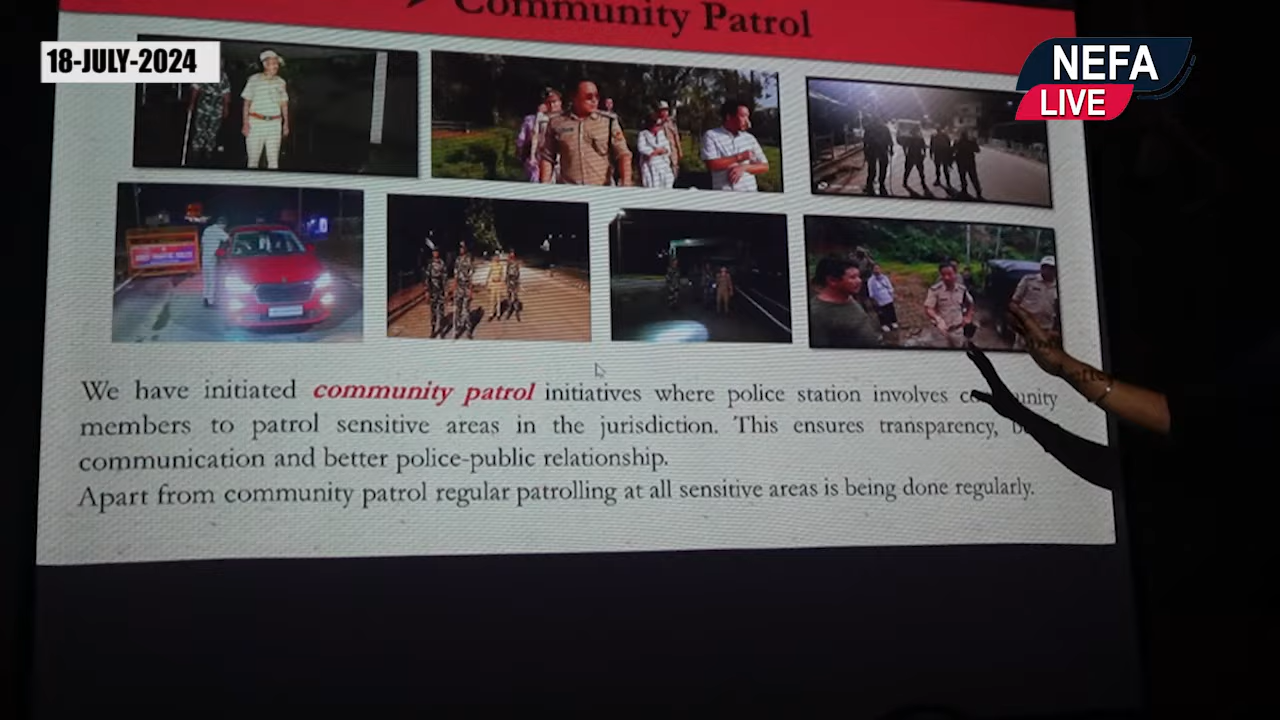 Community Patrol
18-JULY-2024
NEFA
LIVE
We have initiated community patrol initiatives where police station involves
members to patrol sensitive areas in the jurisdiction. This ensures transparency,
communication and better police-public relationship.
Apart from community patrol regular patrolling at all sensitive areas is being done regularly.